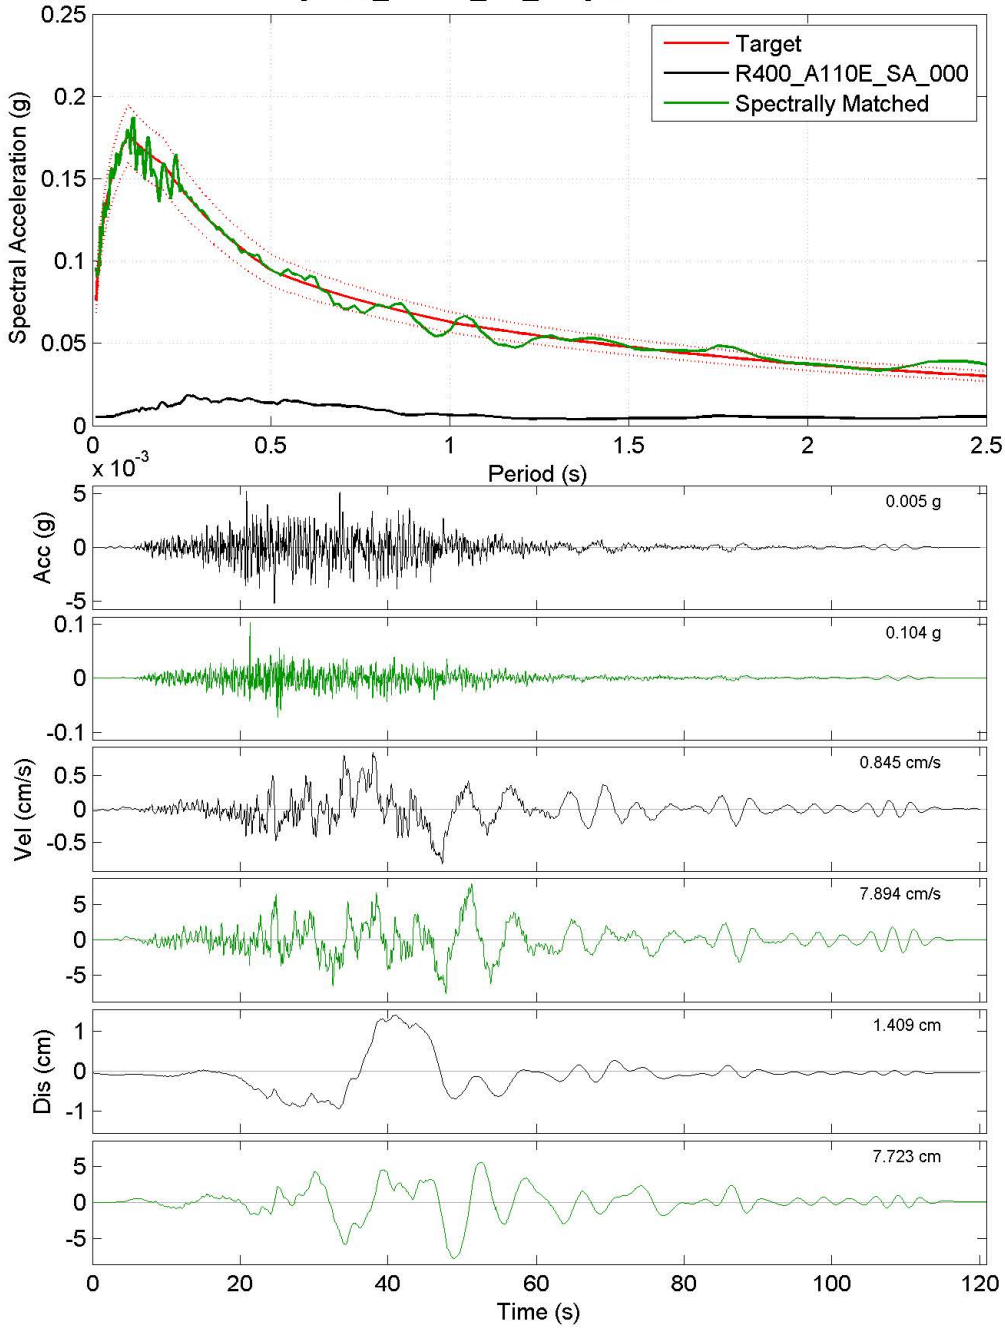 0.25
Target
R400_A110E_SA_000
Spectrally Matched
0.2
0.15
0.1
0.05
0
Spectral Acceleration (g)
0 0.5 1 1.5 2 2.5
x 10^-3
Period (s)
5
0
-5
Acc (g)
0.005 g
0.1
0
-0.1
0.104 g
0.5
0
-0.5
Vel (cm/s)
0.845 cm/s
5
0
-5
7.894 cm/s
1
0
-1
Dis (cm)
1.409 cm
5
0
-5
7.723 cm
0 20 40 60 80 100 120
Time (s)